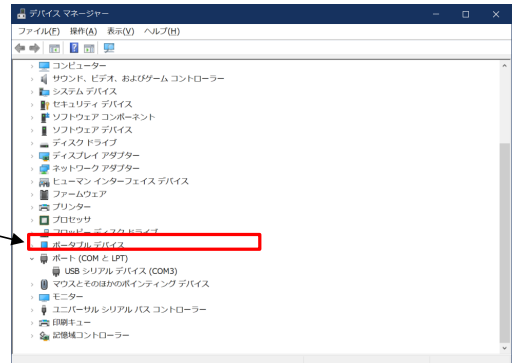 デバイス マネージャー
ファイル(F) 操作(A) 表示(V) ヘルプ(H)
コンピューター
サウンド、ビデオ、およびゲーム コントローラー
システム デバイス
セキュリティ デバイス
ソフトウェア コンポーネント
ソフトウェア デバイス
ディスク ドライブ
ディスプレイ アダプター
ネットワーク アダプター
ヒューマン インターフェイス デバイス
ファームウェア
プリンター
プロセッサ
フロッピー ディスク ドライブ
ポータブル デバイス
ポート (COM と LPT)
USB シリアル デバイス (COM3)
マウスとそのほかのポインティング デバイス
モニター
ユニバーサル シリアル バス コントローラー
印刷キュー
記憶域コントローラー